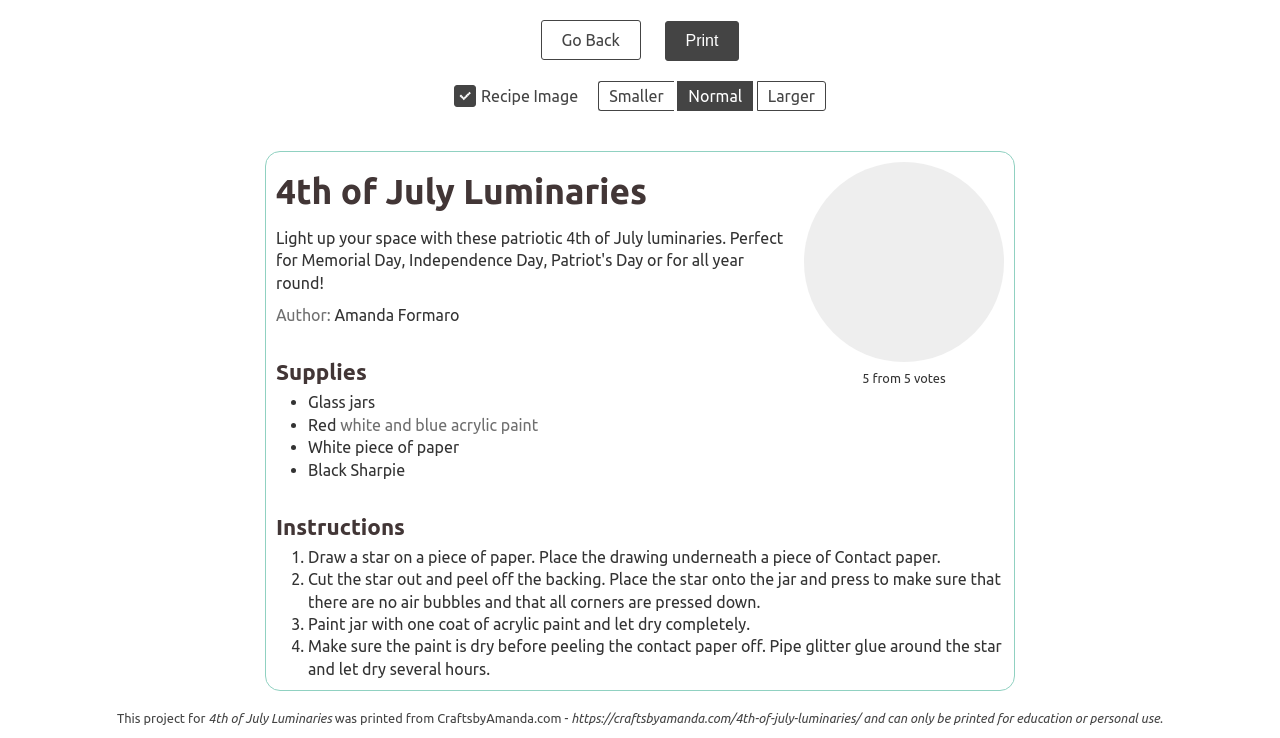 Go Back
Print
Recipe Image
Smaller
Normal
Larger
4th of July Luminaries
Light up your space with these patriotic 4th of July luminaries. Perfect
for Memorial Day, Independence Day, Patriot's Day or for all year
round!
Author: Amanda Formaro
5 from 5 votes
Supplies
• Glass jars
• Red white and blue acrylic paint
• White piece of paper
• Black Sharpie
Instructions
1. Draw a star on a piece of paper. Place the drawing underneath a piece of Contact paper.
2. Cut the star out and peel off the backing. Place the star onto the jar and press to make sure that
there are no air bubbles and that all corners are pressed down.
3. Paint jar with one coat of acrylic paint and let dry completely.
4. Make sure the paint is dry before peeling the contact paper off. Pipe glitter glue around the star
and let dry several hours.
This project for 4th of July Luminaries was printed from CraftsbyAmanda.com - https://craftsbyamanda.com/4th-of-july-luminaries/ and can only be printed for education or personal use.